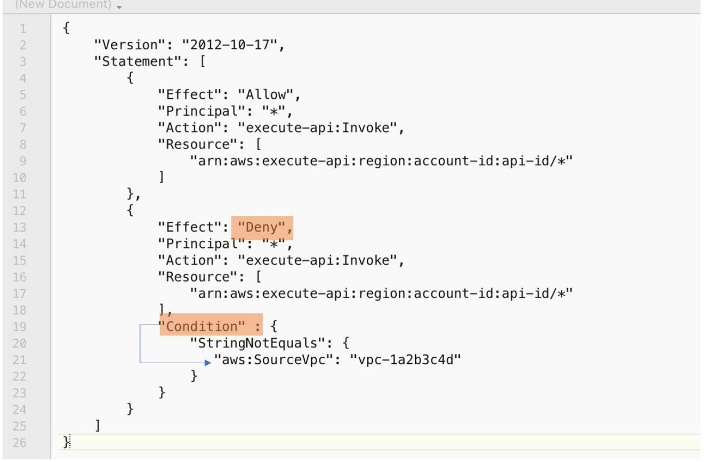 (New Document)
1 {
2 "Version": "2012-10-17",
3 "Statement": [
4 {
5 "Effect": "Allow",
6 "Principal": "*",
7 "Action": "execute-api:Invoke",
8 "Resource": [
9 "arn:aws:execute-api:region:account-id:api-id/*"
10 ]
11 },
12 {
13 "Effect": "Deny",
14 "Principal": "*",
15 "Action": "execute-api:Invoke",
16 "Resource": [
17 "arn:aws:execute-api:region:account-id:api-id/*"
18 ],
19 "Condition" : {
20 "StringNotEquals": {
21 "aws:SourceVpc": "vpc-1a2b3c4d"
22 }
23 }
24 }
25 ]
26 }